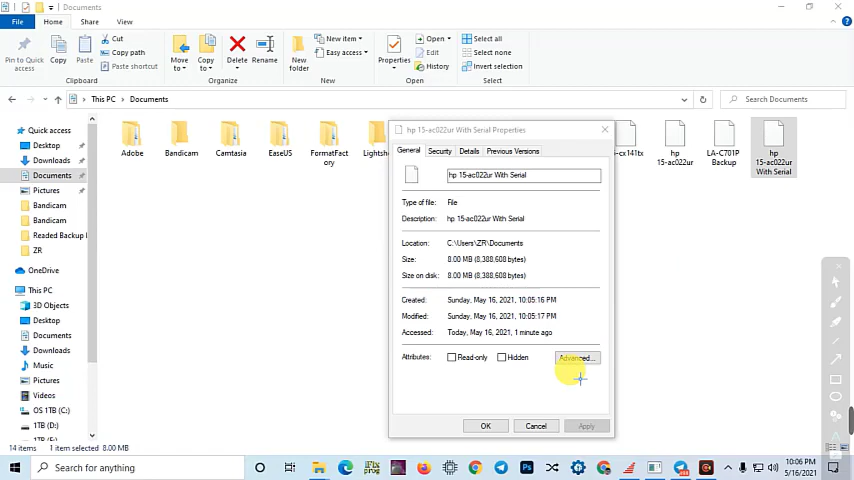 Documents
File
Home
Share
View
Pin to Quick access
Copy
Paste
Cut
Copy path
Paste shortcut
Clipboard
Move to
Copy to
Delete
Rename
Organize
New folder
New item
Easy access
New
Properties
Open
Edit
History
Open
Select all
Select none
Invert selection
Select
This PC
Documents
Search Documents
Quick access
Desktop
Downloads
Documents
Pictures
Bandicam
Bandicam
Readed Backup
ZR
OneDrive
This PC
3D Objects
Desktop
Documents
Downloads
Music
Pictures
Videos
OS 1TB (C:)
1TB (D:)
Adobe
Bandicam
Camtasia
EaseUS
FormatFactory
Lightsho
-cx141tx
hp 15-ac022ur
LA-C701P Backup
hp 15-ac022ur With Serial
hp 15-ac022ur With Serial Properties
General
Security
Details
Previous Versions
hp 15-ac022ur With Serial
Type of file:
File
Description:
hp 15-ac022ur With Serial
Location:
C:\Users\ZR\Documents
Size:
8.00 MB (8,388,608 bytes)
Size on disk:
8.00 MB (8,388,608 bytes)
Created:
Sunday, May 16, 2021, 10:05:16 PM
Modified:
Sunday, May 16, 2021, 10:05:17 PM
Accessed:
Today, May 16, 2021, 1 minute ago
Attributes:
Read-only
Hidden
Advanced...
OK
Cancel
Apply
14 items
1 item selected 8.00 MB
Search for anything
iFix prog
Ps
10:06 PM
5/16/2021